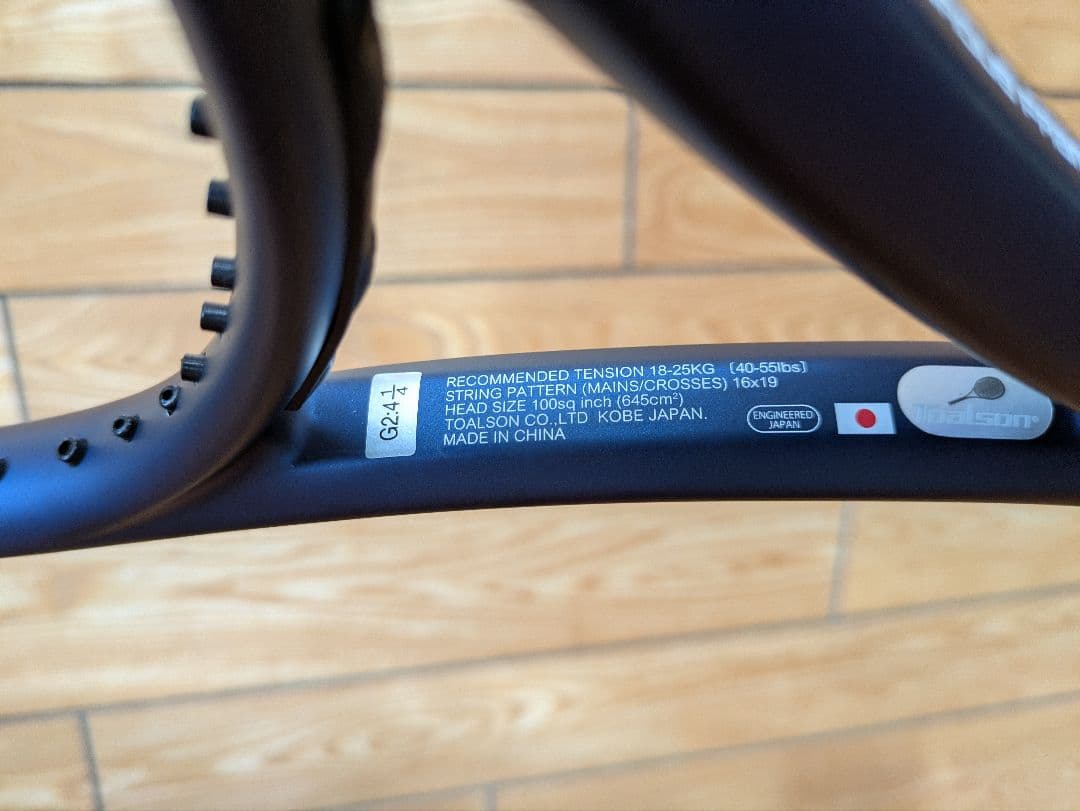 G2:4 1/4
RECOMMENDED TENSION 18-25KG [40-55lbs]
STRING PATTERN (MAINS/CROSSES) 16x19
HEAD SIZE 100sq inch (645cm²)
TOALSON CO.,LTD KOBE JAPAN.
MADE IN CHINA
ENGINEERED
JAPAN
Toalson®